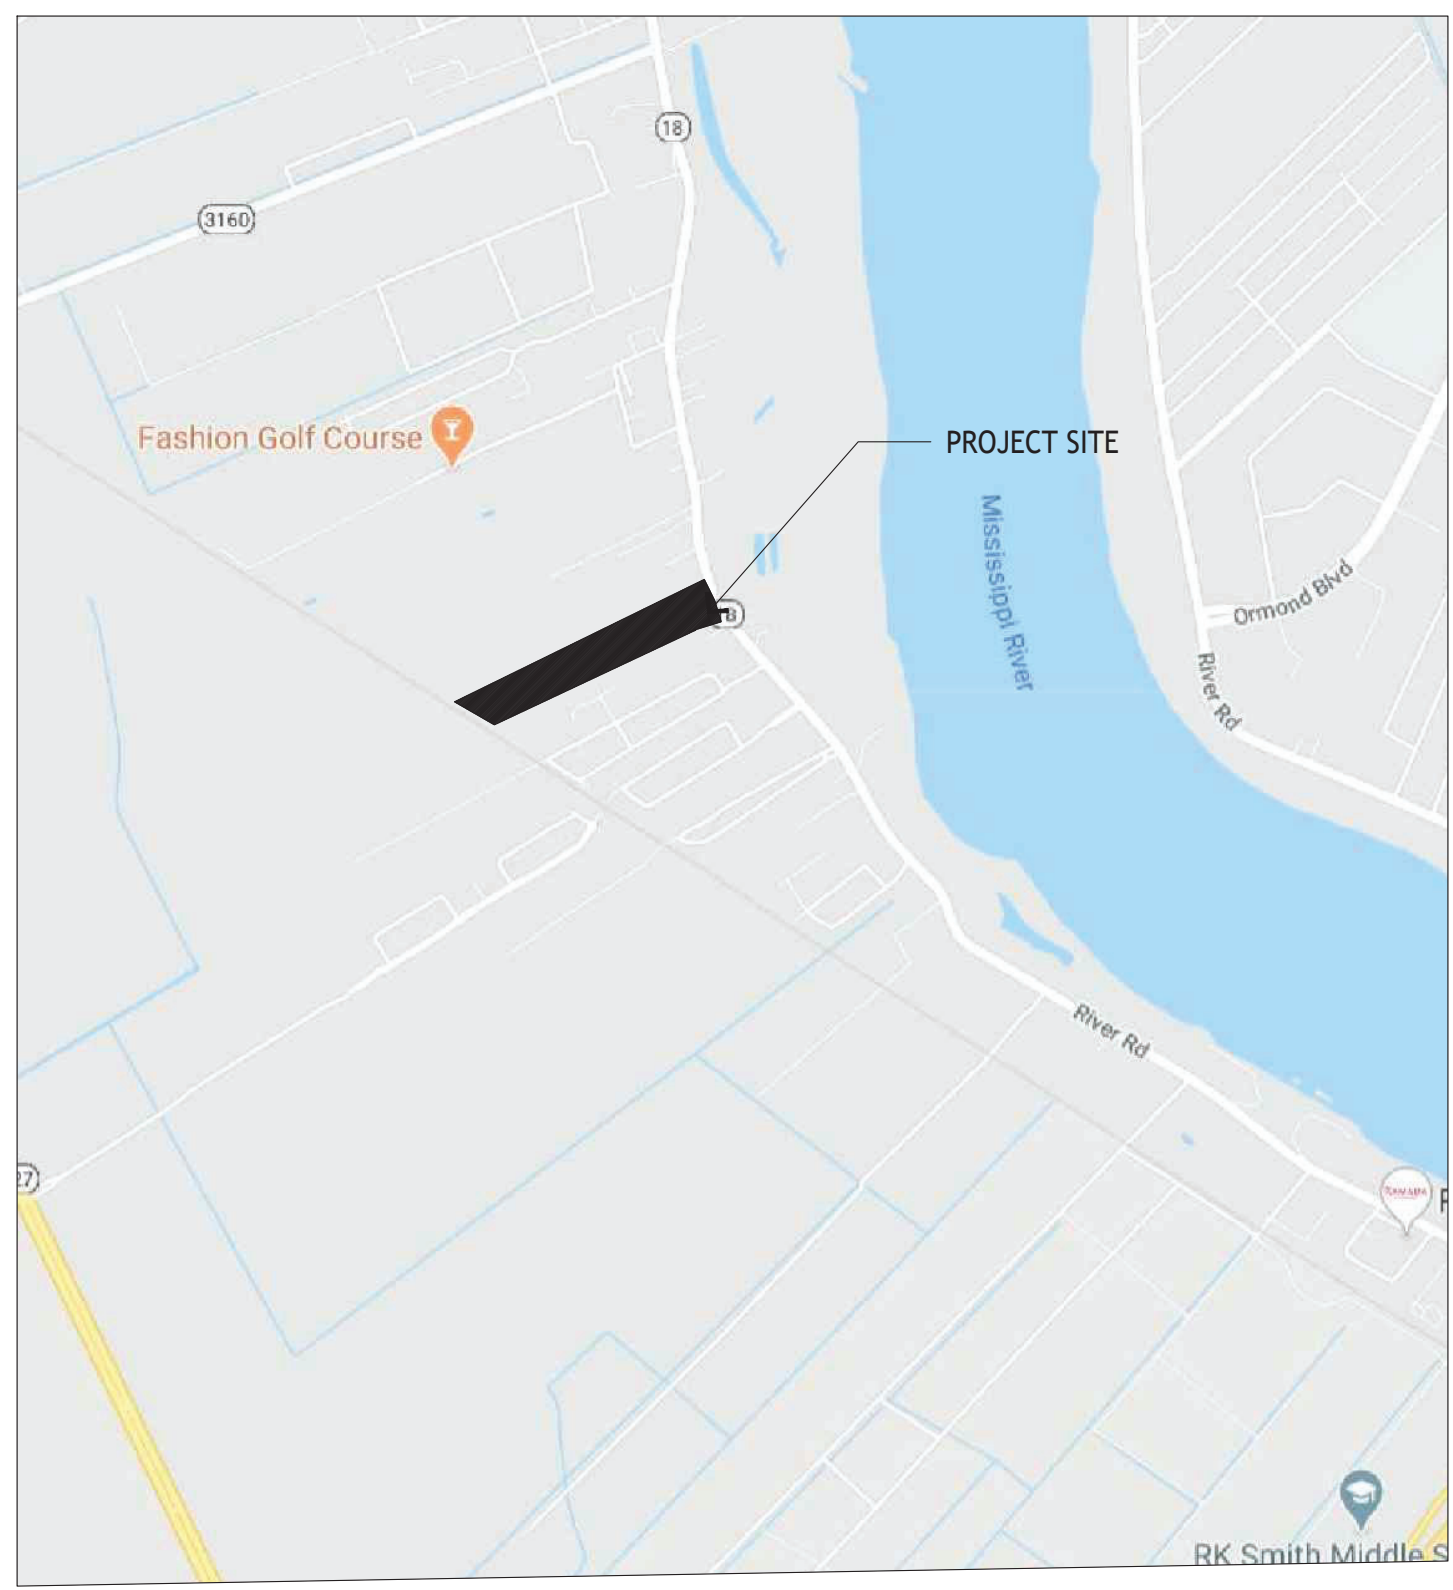 18
3160
Fashion Golf Course
PROJECT SITE
Mississippi River
Ormond Blvd
River Rd
River Rd
27)
RAMADA
RK Smith Middle S